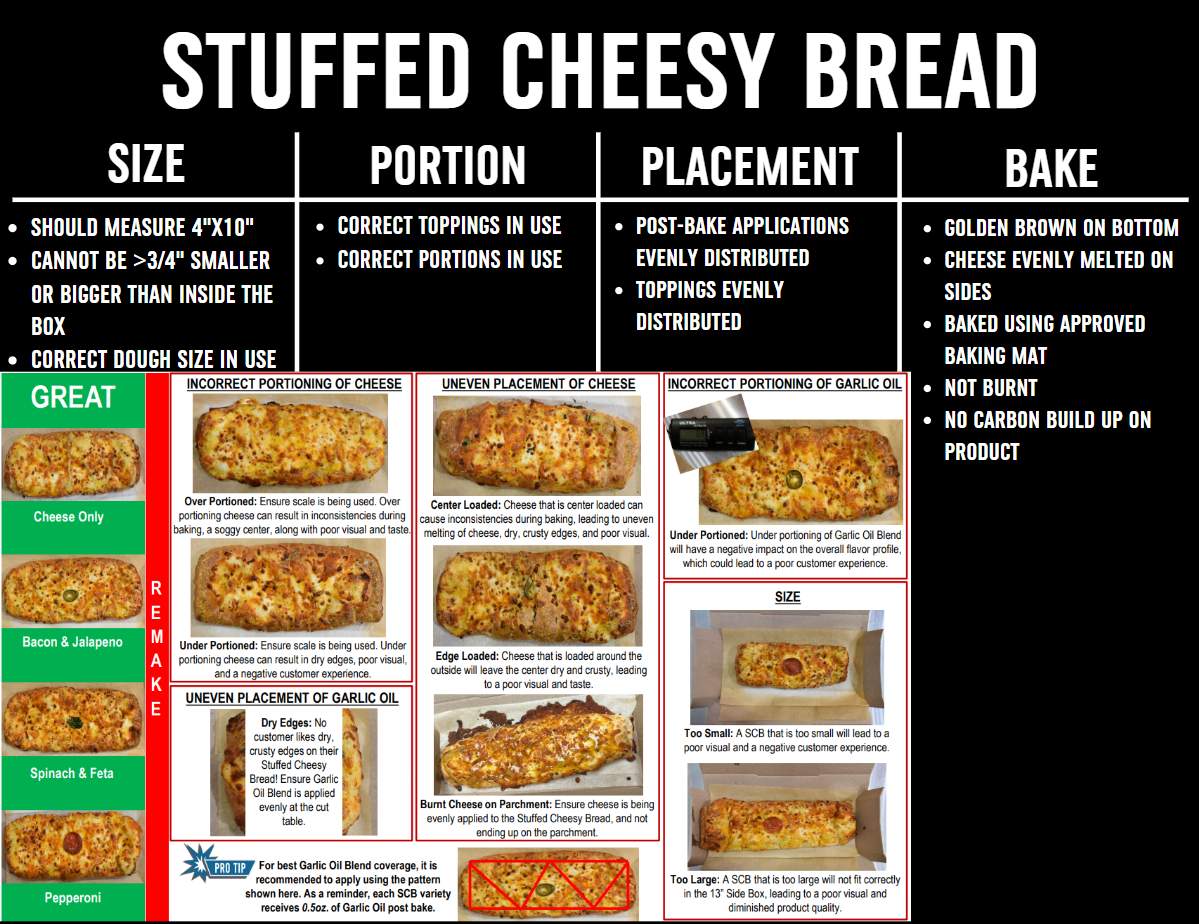 STUFFED CHEESY BREAD
SIZE
SHOULD MEASURE 4"X10"
CANNOT BE >3/4" SMALLER
OR BIGGER THAN INSIDE THE
BOX
CORRECT DOUGH SIZE IN USE
PORTION
CORRECT TOPPINGS IN USE
CORRECT PORTIONS IN USE
PLACEMENT
POST-BAKE APPLICATIONS
EVENLY DISTRIBUTED
TOPPINGS EVENLY
DISTRIBUTED
BAKE
GOLDEN BROWN ON BOTTOM
CHEESE EVENLY MELTED ON
SIDES
BAKED USING APPROVED
BAKING MAT
NOT BURNT
NO CARBON BUILD UP ON
PRODUCT
GREAT
Cheese Only
Bacon & Jalapeno
Spinach & Feta
Pepperoni
REMAKE
INCORRECT PORTIONING OF CHEESE
Over Portioned: Ensure scale is being used. Over
portioning cheese can result in inconsistencies during
baking, a soggy center, along with poor visual and taste.
Under Portioned: Ensure scale is being used. Under
portioning cheese can result in dry edges, poor visual,
and a negative customer experience.
UNEVEN PLACEMENT OF GARLIC OIL
Dry Edges: No
customer likes dry,
crusty edges on their
Stuffed Cheesy
Bread! Ensure Garlic
Oil Blend is applied
evenly at the cut
table.
UNEVEN PLACEMENT OF CHEESE
Center Loaded: Cheese that is center loaded can
cause inconsistencies during baking, leading to uneven
melting of cheese, dry, crusty edges, and poor visual.
Edge Loaded: Cheese that is loaded around the
outside will leave the center dry and crusty, leading
to a poor visual and taste.
Burnt Cheese on Parchment: Ensure cheese is being
evenly applied to the Stuffed Cheesy Bread, and not
ending up on the parchment.
INCORRECT PORTIONING OF GARLIC OIL
ULTRA
Under Portioned: Under portioning of Garlic Oil Blend
will have a negative impact on the overall flavor profile,
which could lead to a poor customer experience.
SIZE
Too Small: A SCB that is too small will lead to a
poor visual and a negative customer experience.
Too Large: A SCB that is too large will not fit correctly
in the 13" Side Box, leading to a poor visual and
diminished product quality.
PRO TIP
For best Garlic Oil Blend coverage, it is
recommended to apply using the pattern
shown here. As a reminder, each SCB variety
receives 0.5oz. of Garlic Oil post bake.